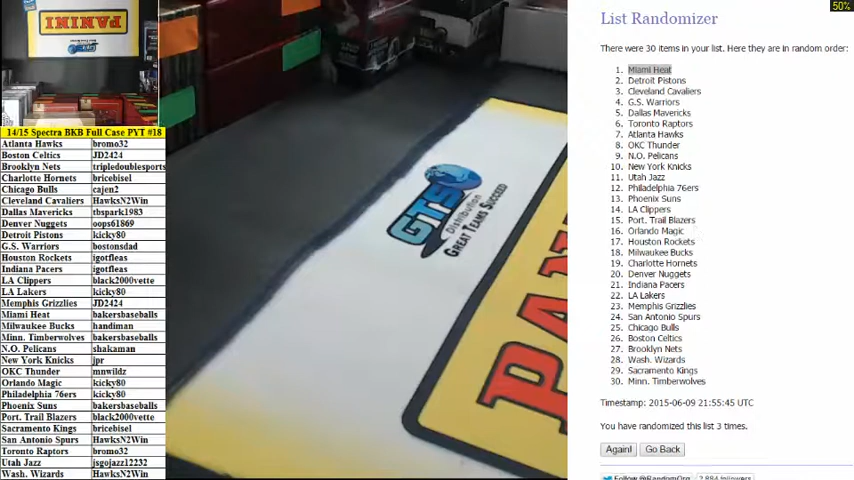 50%
PANINI
14/15 Spectra BKB Full Case PYT #18
Atlanta Hawks bromo32
Boston Celtics JD2424
Brooklyn Nets tripledoublesports
Charlotte Hornets bricebisel
Chicago Bulls cajen2
Cleveland Cavaliers HawksN2Win
Dallas Mavericks tbspark1983
Denver Nuggets oops61869
Detroit Pistons kicky80
G.S. Warriors bostonsdad
Houston Rockets igotfleas
Indiana Pacers igotfleas
LA Clippers black2000vette
LA Lakers kicky80
Memphis Grizzlies JD2424
Miami Heat bakersbaseballs
Milwaukee Bucks handiman
Minn. Timberwolves bakersbaseballs
N.O. Pelicans shakaman
New York Knicks jpr
OKC Thunder mnwildz
Orlando Magic kicky80
Philadelphia 76ers kicky80
Phoenix Suns bakersbaseballs
Port. Trail Blazers black2000vette
Sacramento Kings bricebisel
San Antonio Spurs HawksN2Win
Toronto Raptors bromo32
Utah Jazz jsgojazz12232
Wash. Wizards HawksN2Win
GTS
Distribution
GREAT TEAMS SUCCEED
PANI
List Randomizer
There were 30 items in your list. Here they are in random order:
1. Miami Heat
2. Detroit Pistons
3. Cleveland Cavaliers
4. G.S. Warriors
5. Dallas Mavericks
6. Toronto Raptors
7. Atlanta Hawks
8. OKC Thunder
9. N.O. Pelicans
10. New York Knicks
11. Utah Jazz
12. Philadelphia 76ers
13. Phoenix Suns
14. LA Clippers
15. Port. Trail Blazers
16. Orlando Magic
17. Houston Rockets
18. Milwaukee Bucks
19. Charlotte Hornets
20. Denver Nuggets
21. Indiana Pacers
22. LA Lakers
23. Memphis Grizzlies
24. San Antonio Spurs
25. Chicago Bulls
26. Boston Celtics
27. Brooklyn Nets
28. Wash. Wizards
29. Sacramento Kings
30. Minn. Timberwolves
Timestamp: 2015-06-09 21:55:45 UTC
You have randomized this list 3 times.
Again! Go Back
Follow @RandomOrg 2,884 followers